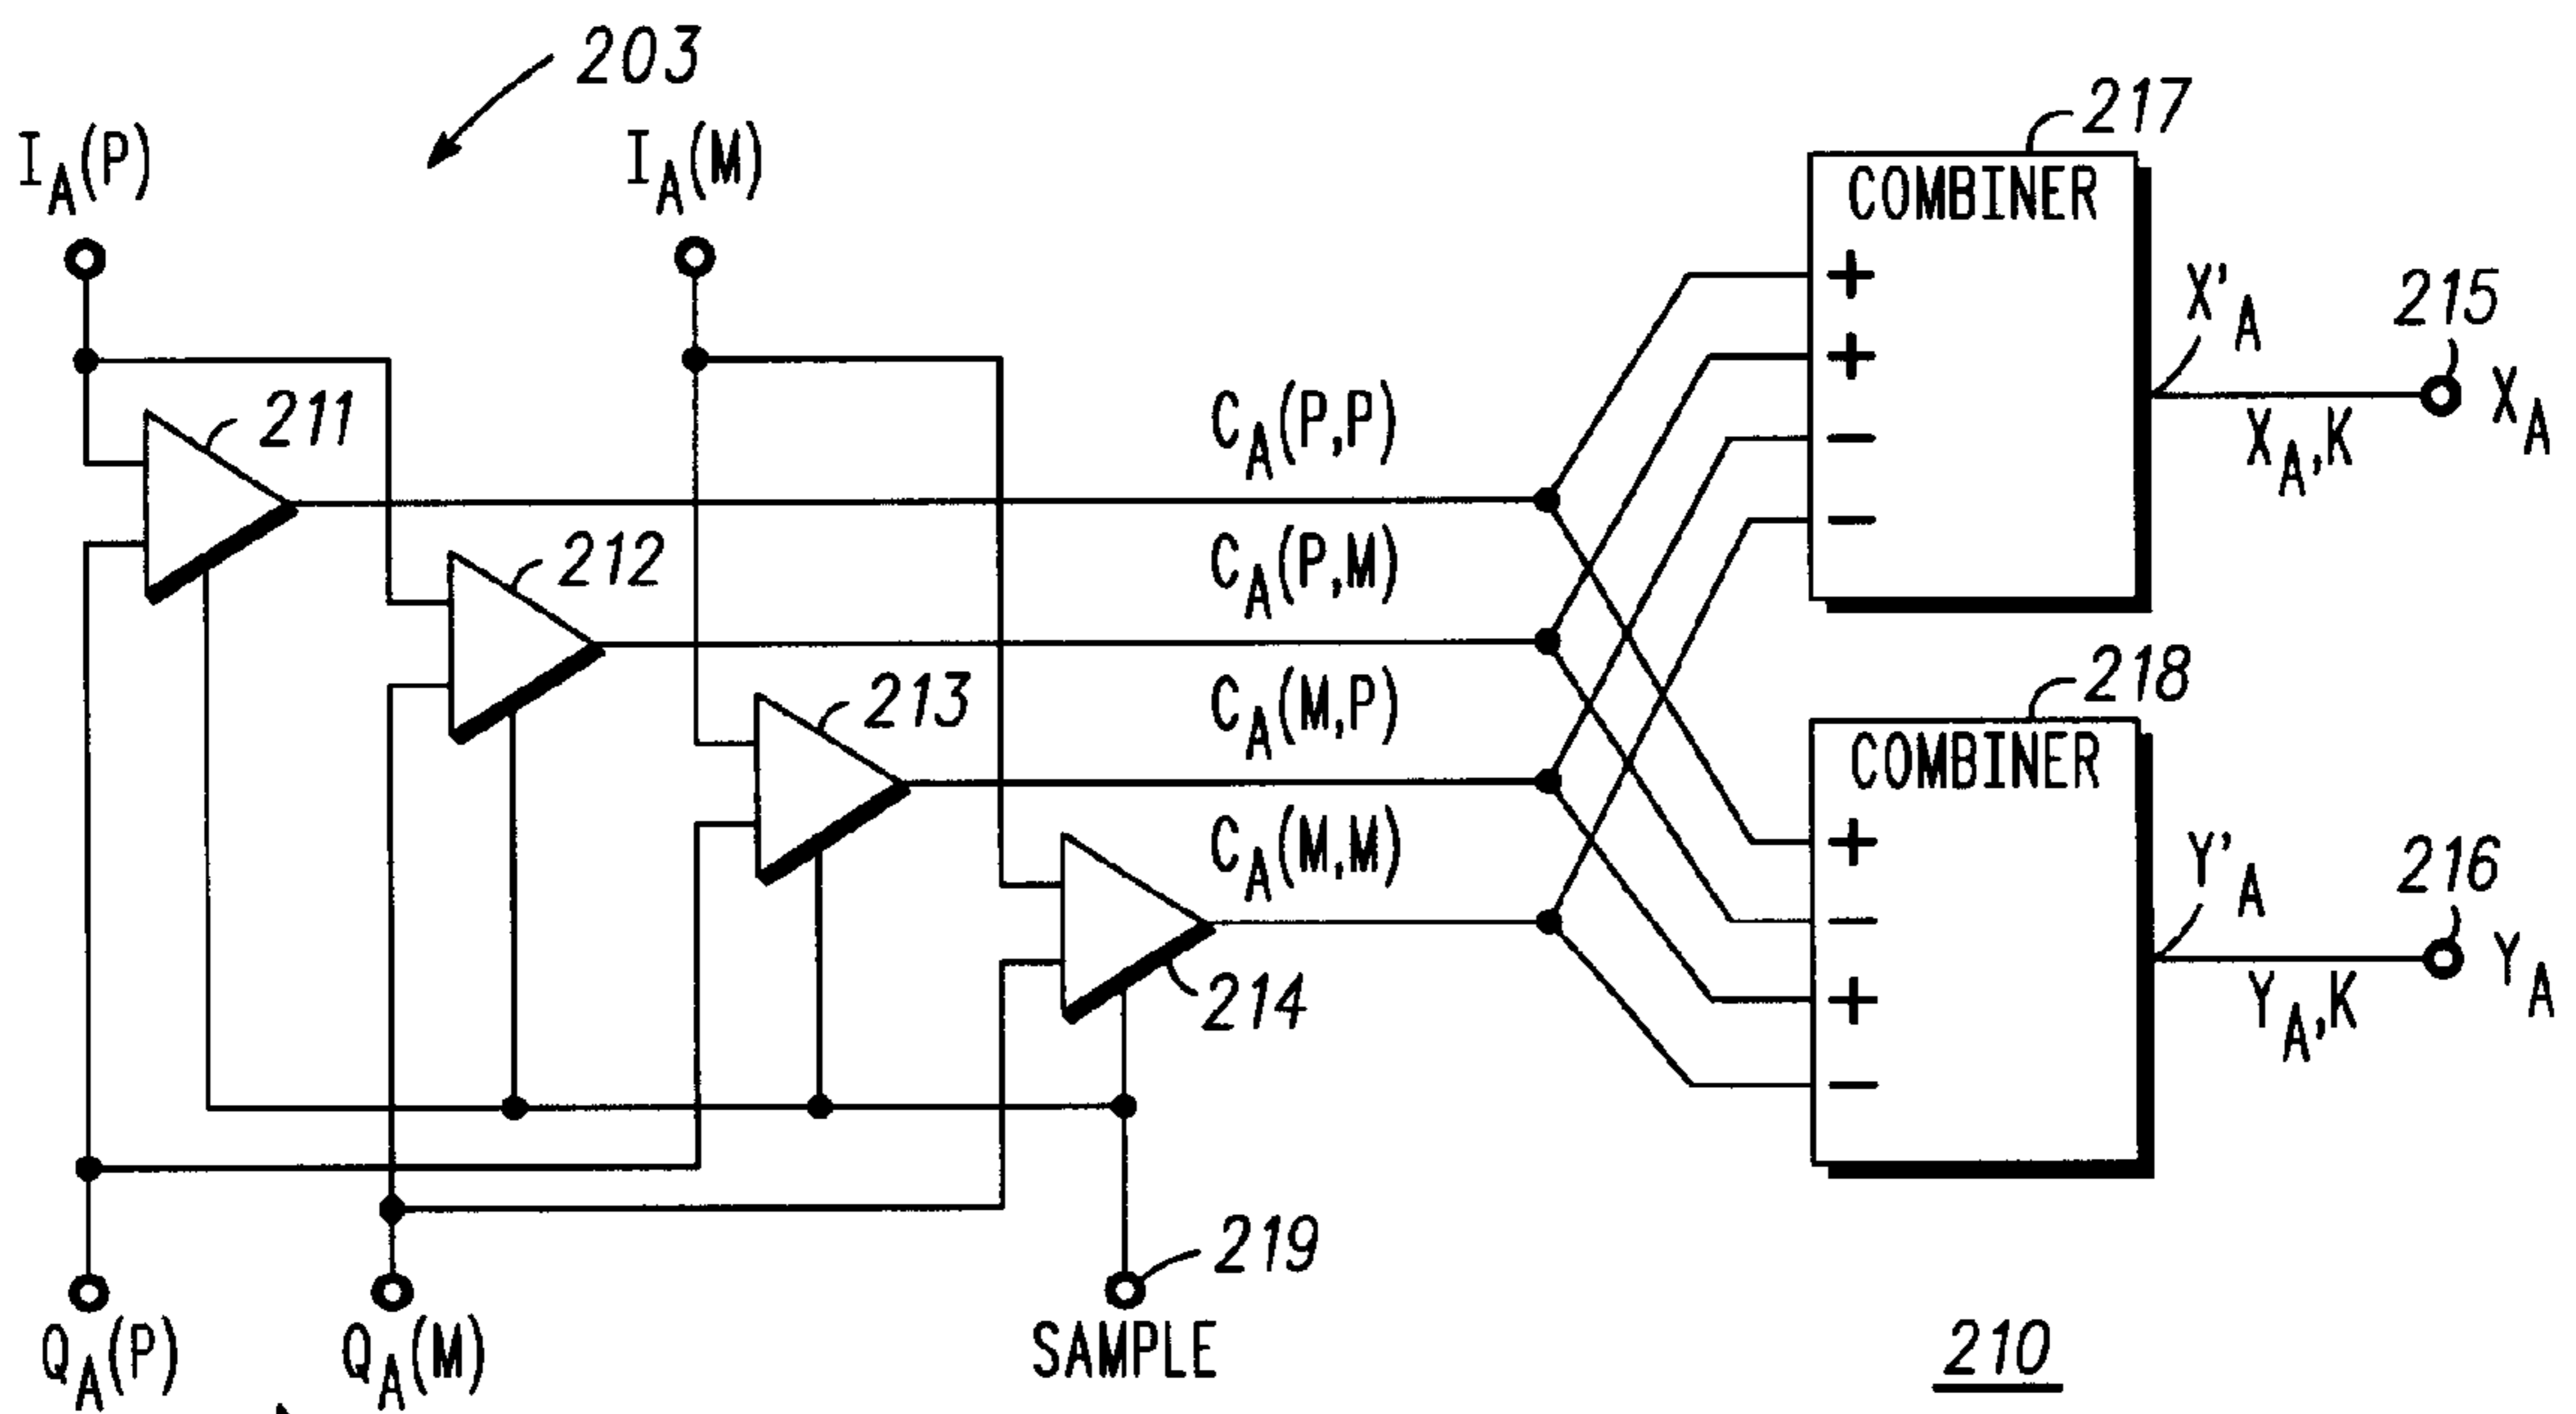 203
217
I_A(P)
I_A(M)
COMBINER
+
X'_A
215
+
X_A
211
C_A(P,P)
−
X_A,K
−
212
C_A(P,M)
218
213
C_A(M,P)
COMBINER
+
Y'_A
216
C_A(M,M)
−
Y_A
214
+
Y_A,K
−
219
Q_A(P)
Q_A(M)
SAMPLE
210